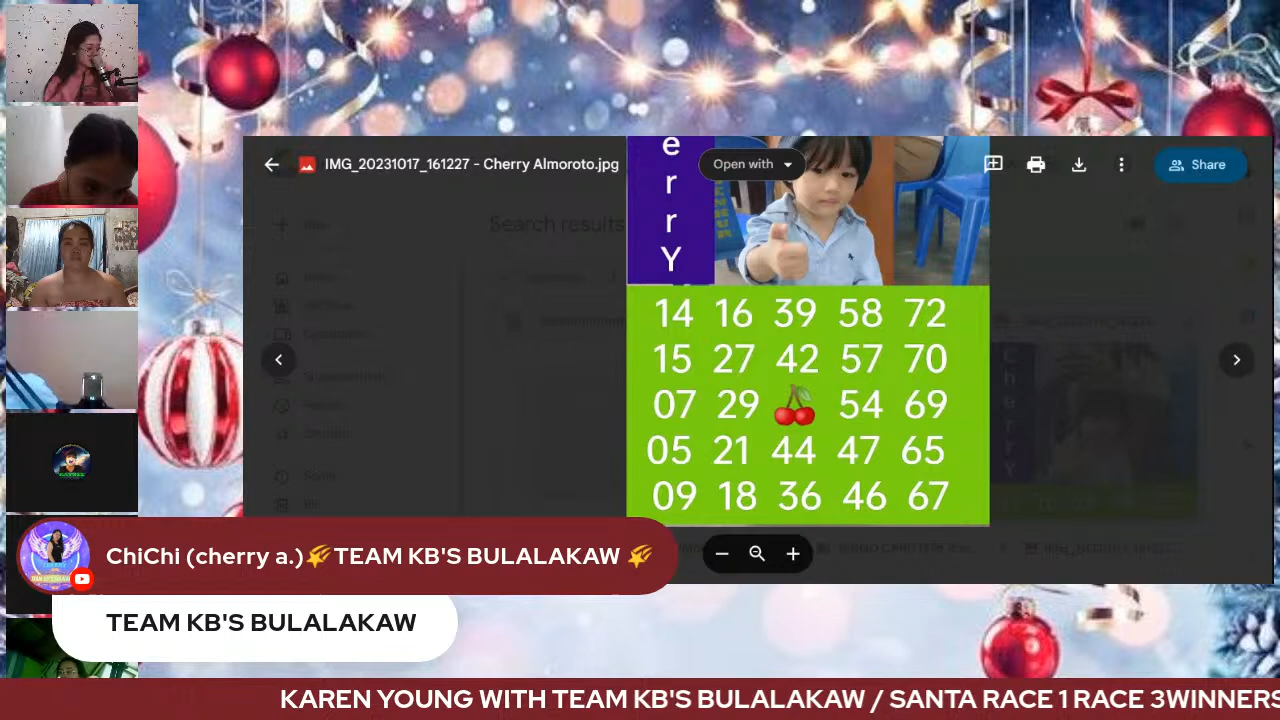 IMG_20231017_161227 - Cherry Almoroto.jpg
Open with
Share
Search results
e
r
r
Y
14 16 39 58 72
15 27 42 57 70
07 29 🍒 54 69
05 21 44 47 65
09 18 36 46 67
ChiChi (cherry a.)🌠TEAM KB'S BULALAKAW 🌠
TEAM KB'S BULALAKAW
KAREN YOUNG WITH TEAM KB'S BULALAKAW / SANTA RACE 1 RACE 3WINNERS